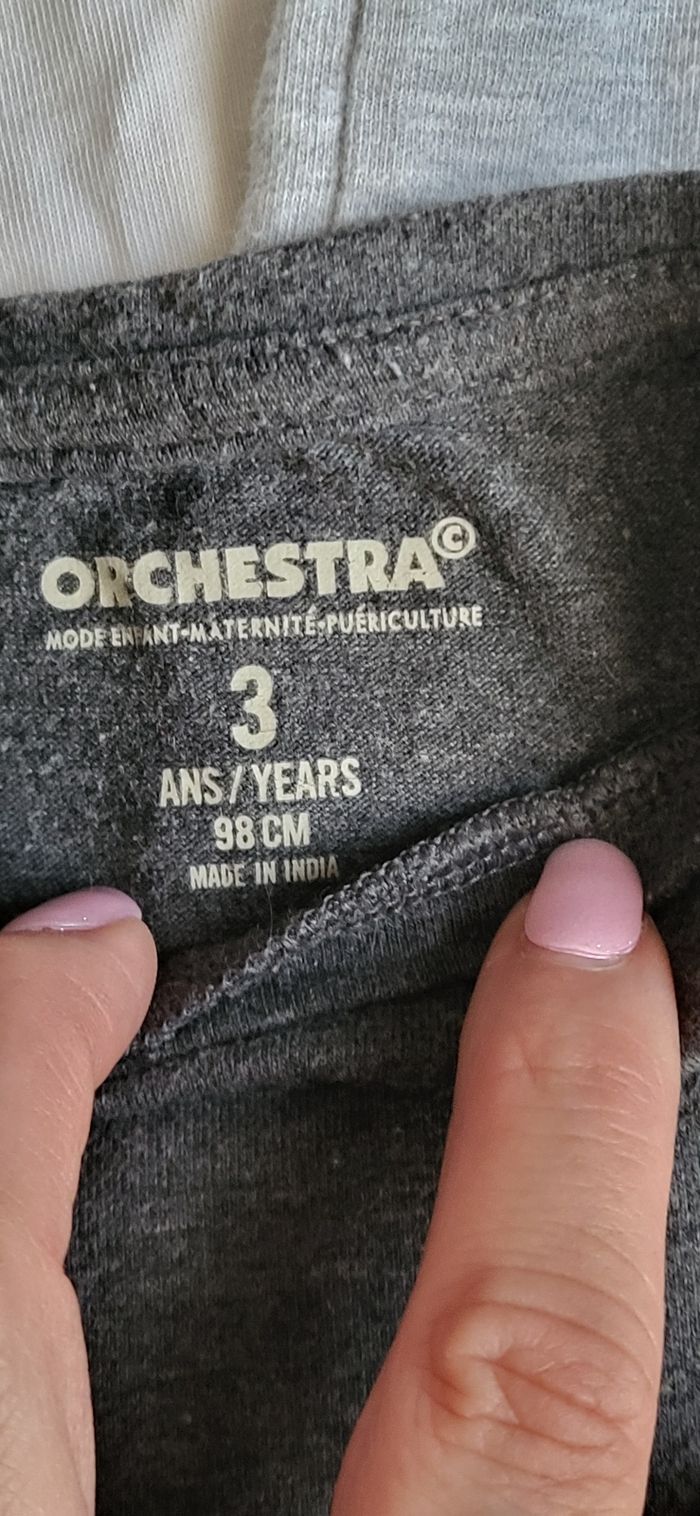 ORCHESTRA©
MODE ENFANT-MATERNITÉ-PUÉRICULTURE
3
ANS/YEARS
98 CM
MADE IN INDIA